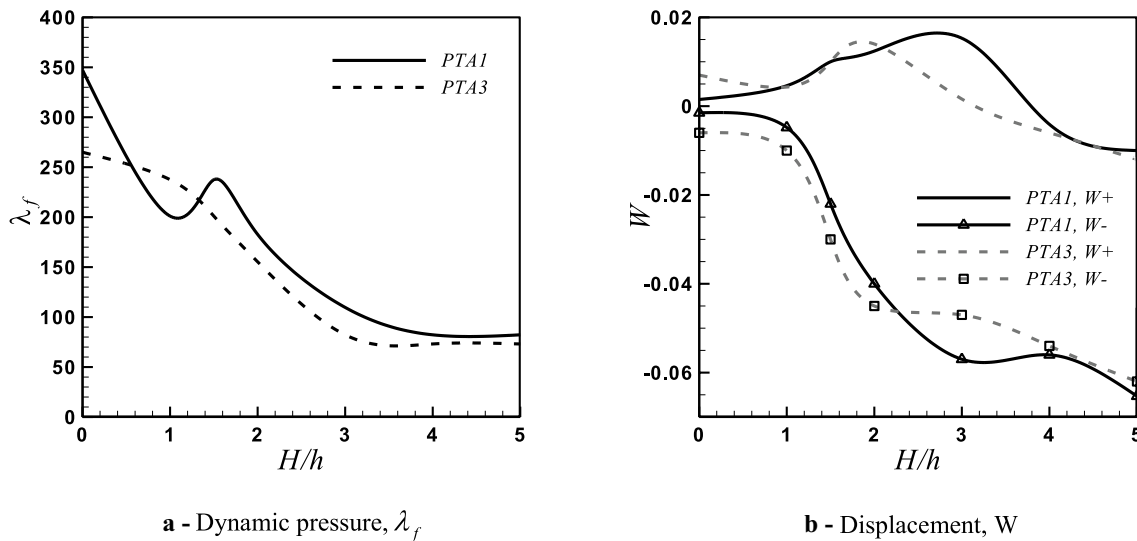 400
350
300
250
200
150
100
50
0
0 1 2 3 4 5
λf
H/h
PTA1
PTA3
a - Dynamic pressure, λf
0.02
0
-0.02
-0.04
-0.06
0 1 2 3 4 5
W
H/h
PTA1, W+
PTA1, W-
PTA3, W+
PTA3, W-
b - Displacement, W